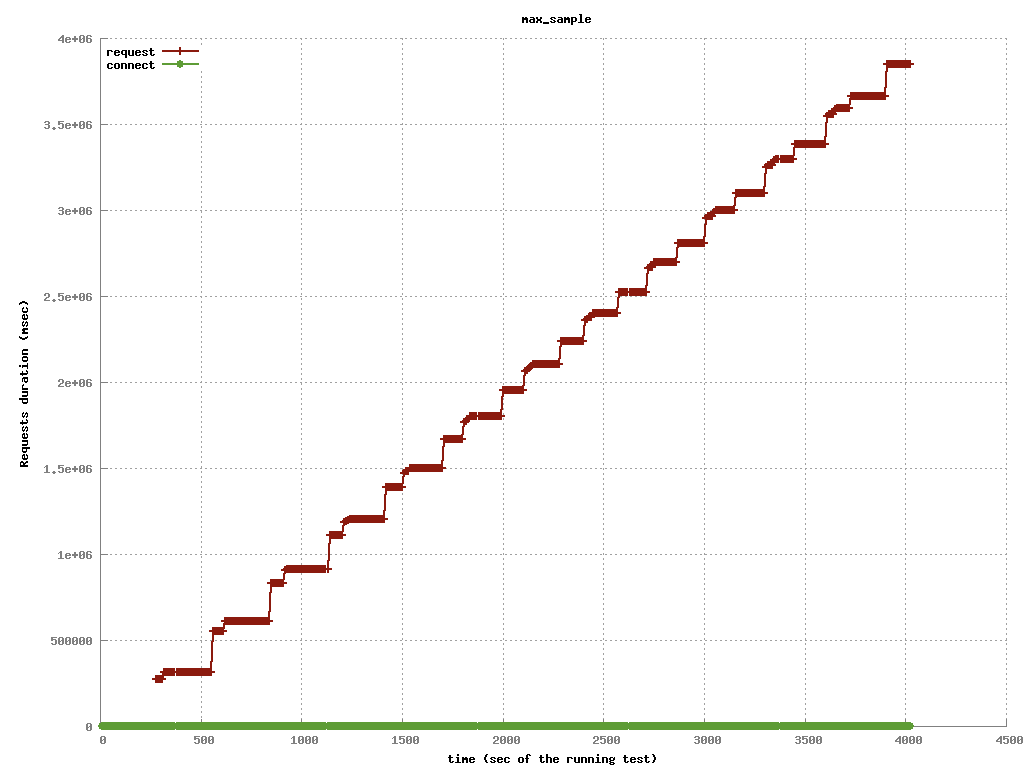 max_sample
request
connect
4e+06
3.5e+06
3e+06
2.5e+06
2e+06
1.5e+06
1e+06
500000
0
Requests duration (msec)
0 500 1000 1500 2000 2500 3000 3500 4000 4500
time (sec of the running test)